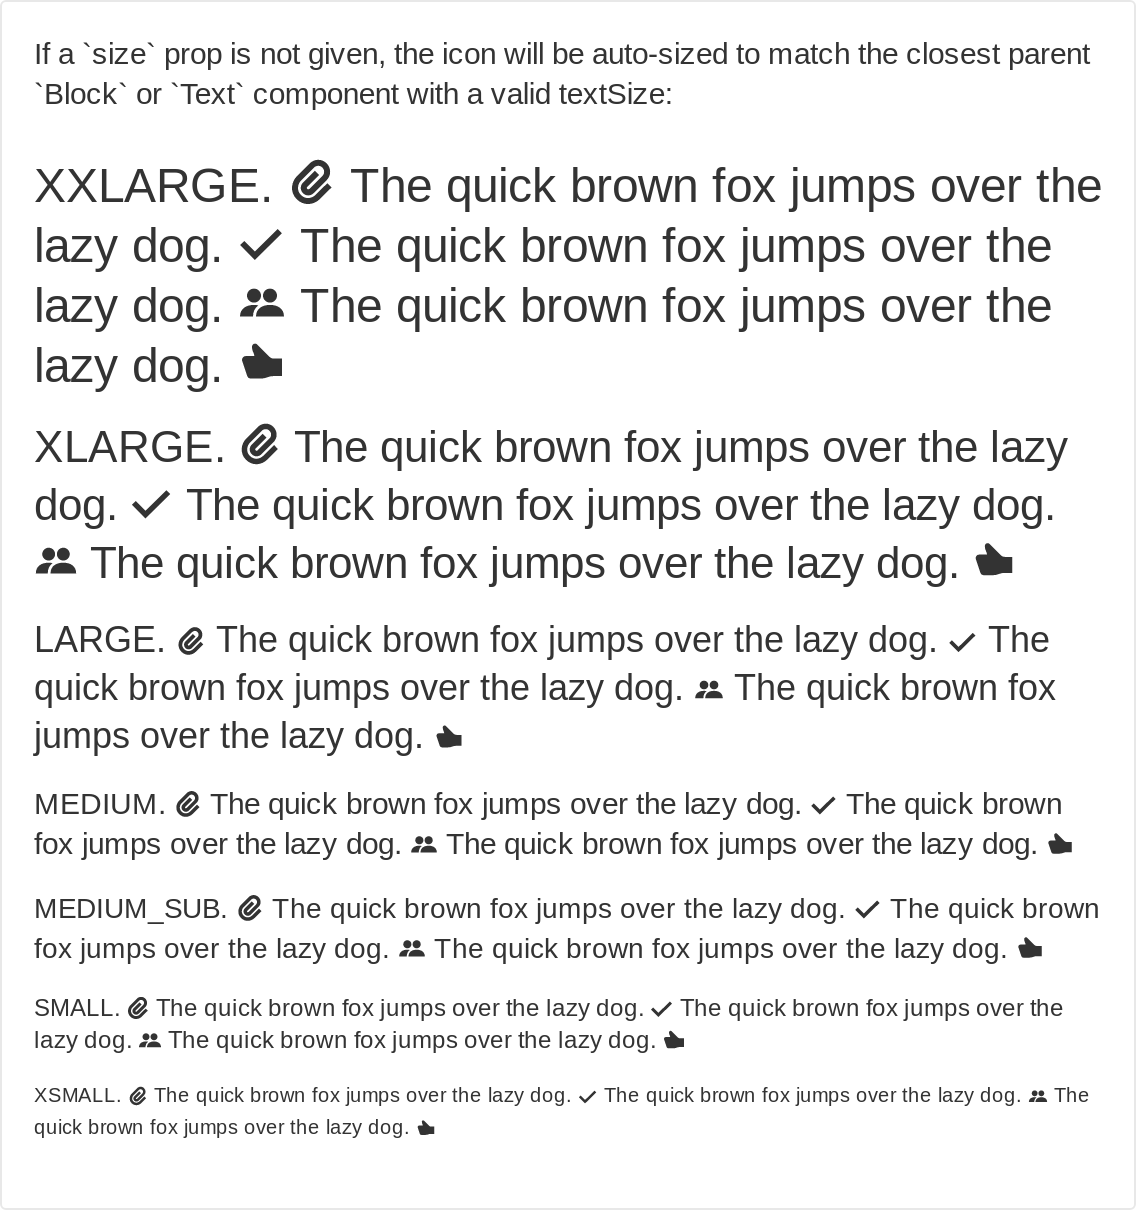 If a `size` prop is not given, the icon will be auto-sized to match the closest parent
`Block` or `Text` component with a valid textSize:
XXLARGE. The quick brown fox jumps over the
lazy dog. The quick brown fox jumps over the
lazy dog. The quick brown fox jumps over the
lazy dog.
XLARGE. The quick brown fox jumps over the lazy
dog. The quick brown fox jumps over the lazy dog.
The quick brown fox jumps over the lazy dog.
LARGE. The quick brown fox jumps over the lazy dog. The
quick brown fox jumps over the lazy dog. The quick brown fox
jumps over the lazy dog.
MEDIUM. The quick brown fox jumps over the lazy dog. The quick brown
fox jumps over the lazy dog. The quick brown fox jumps over the lazy dog.
MEDIUM_SUB. The quick brown fox jumps over the lazy dog. The quick brown
fox jumps over the lazy dog. The quick brown fox jumps over the lazy dog.
SMALL. The quick brown fox jumps over the lazy dog. The quick brown fox jumps over the
lazy dog. The quick brown fox jumps over the lazy dog.
XSMALL. The quick brown fox jumps over the lazy dog. The quick brown fox jumps over the lazy dog. The
quick brown fox jumps over the lazy dog.